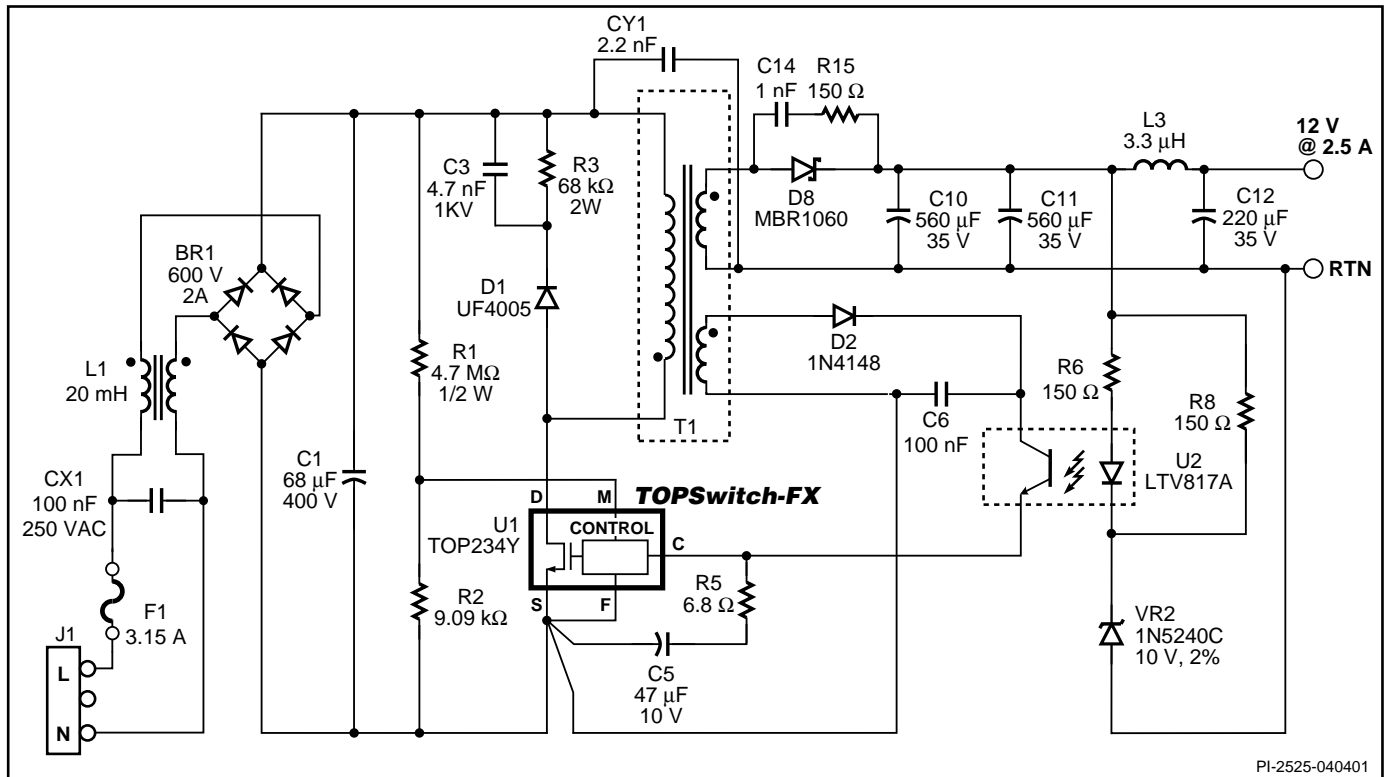 CY1
2.2 nF
C14
1 nF
R15
150 Ω
L3
3.3 µH
12 V
@ 2.5 A
C3
4.7 nF
1KV
R3
68 kΩ
2W
D8
MBR1060
C10
560 µF
35 V
C11
560 µF
35 V
C12
220 µF
35 V
RTN
BR1
600 V
2A
D1
UF4005
D2
1N4148
L1
20 mH
R1
4.7 MΩ
1/2 W
T1
C6
100 nF
R6
150 Ω
R8
150 Ω
U2
LTV817A
CX1
100 nF
250 VAC
C1
68 µF
400 V
D
M
TOPSwitch-FX
U1
TOP234Y
CONTROL
C
S
F
R2
9.09 kΩ
R5
6.8 Ω
C5
47 µF
10 V
VR2
1N5240C
10 V, 2%
F1
3.15 A
J1
L
N
PI-2525-040401